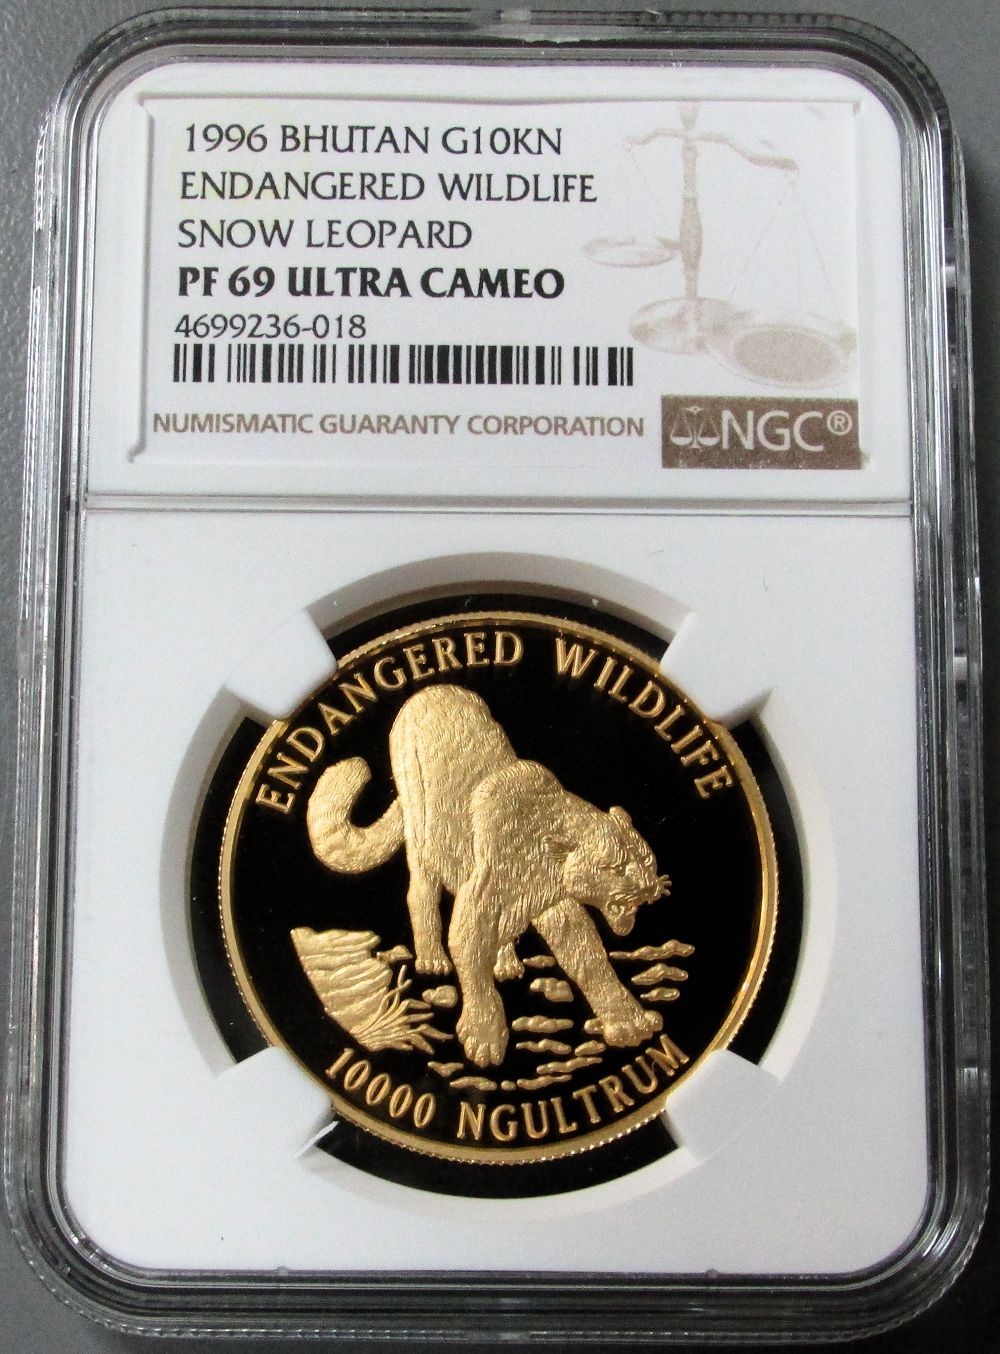 1996 BHUTAN G10KN
ENDANGERED WILDLIFE
SNOW LEOPARD
PF 69 ULTRA CAMEO
4699236-018
NUMISMATIC GUARANTY CORPORATION
NGC®
ENDANGERED WILDLIFE
10000 NGULTRUM